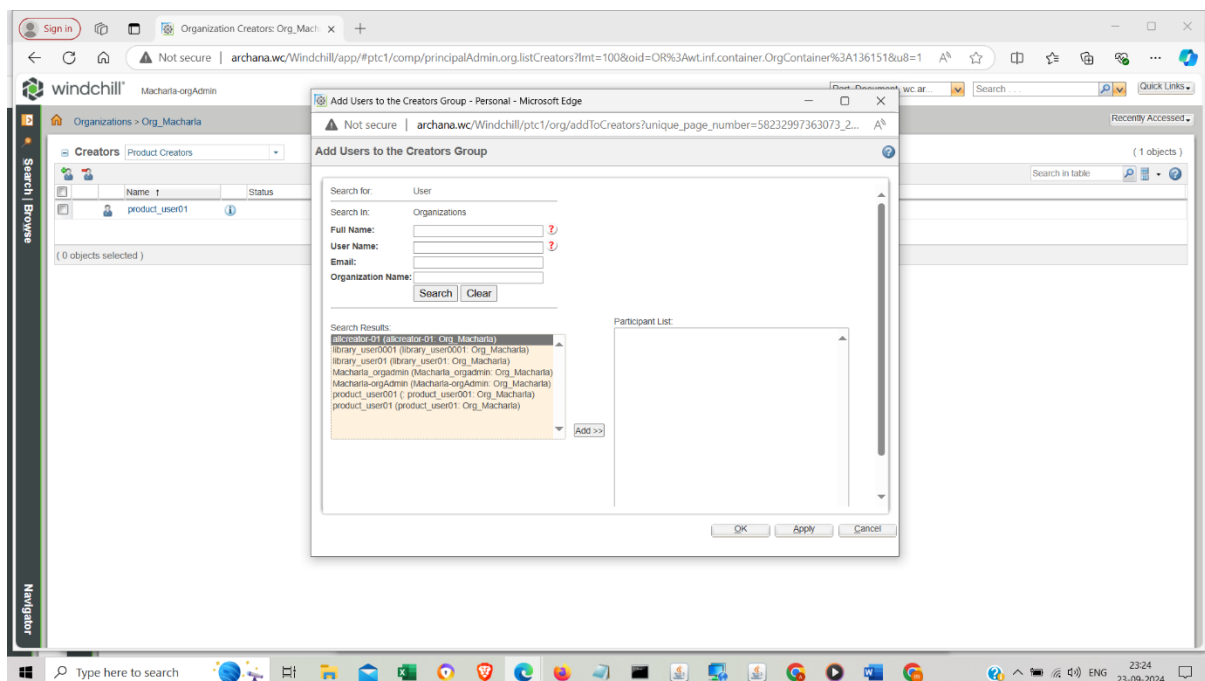 Sign in
Organization Creators: Org_Mach
Not secure | archana.wc/Windchill/app/#ptc1/comp/principalAdmin.org.listCreators?lmt=100&oid=OR%3Awt.inf.container.OrgContainer%3A136151&u8=1
windchill
Macharla-orgAdmin
wc.ar...
Search . . .
Quick Links
Organizations > Org_Macharla
Recently Accessed
Creators Product Creators
( 1 objects )
Search in table
Name ↑ Status
product_user01
( 0 objects selected )
Search | Browse
Navigator
Add Users to the Creators Group - Personal - Microsoft Edge
Not secure | archana.wc/Windchill/ptc1/org/addToCreators?unique_page_number=58232997363073_2...
Add Users to the Creators Group
Search for: User
Search In: Organizations
Full Name:
User Name:
Email:
Organization Name:
Search Clear
Search Results:
allcreator-01 (allcreator-01: Org_Macharla)
library_user0001 (library_user0001: Org_Macharla)
library_user01 (library_user01: Org_Macharla)
Macharla_orgadmin (Macharla_orgadmin: Org_Macharla)
Macharla-orgAdmin (Macharla-orgAdmin: Org_Macharla)
product_user001 (: product_user001: Org_Macharla)
product_user01 (product_user01: Org_Macharla)
Add >>
Participant List:
OK Apply Cancel
Type here to search
ENG
23:24
23-09-2024